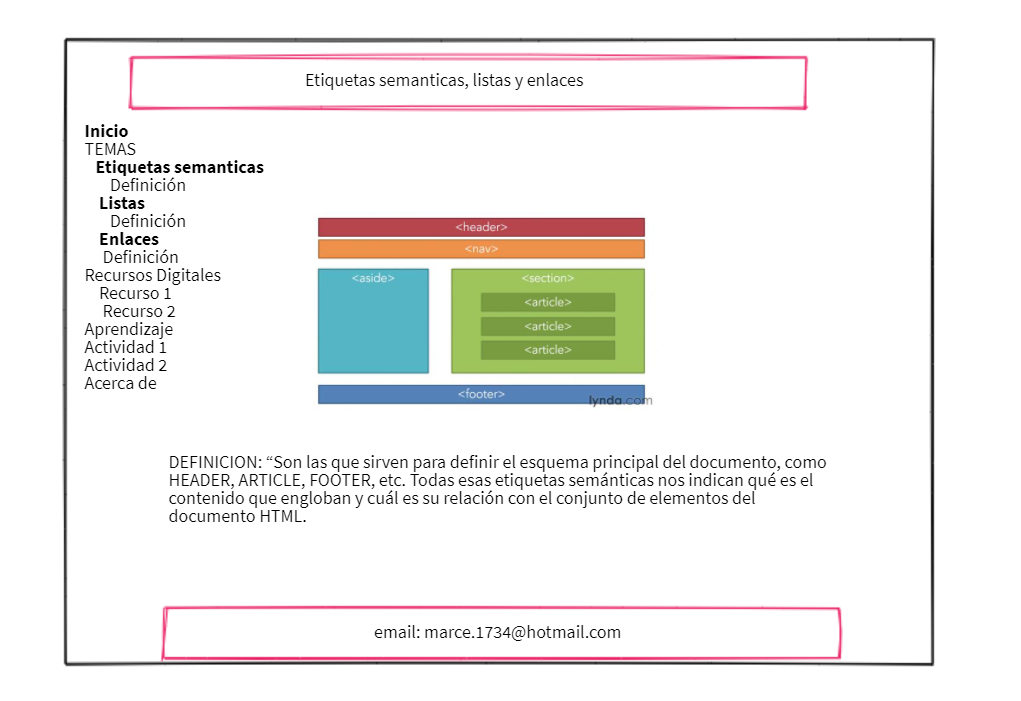 Etiquetas semanticas, listas y enlaces
Inicio
TEMAS
Etiquetas semanticas
Definición
Listas
Definición
Enlaces
Definición
Recursos Digitales
Recurso 1
Recurso 2
Aprendizaje
Actividad 1
Actividad 2
Acerca de
<header>
<nav>
<aside>
<section>
<article>
<article>
<article>
<footer>
lynda.com
DEFINICION: “Son las que sirven para definir el esquema principal del documento, como
HEADER, ARTICLE, FOOTER, etc. Todas esas etiquetas semánticas nos indican qué es el
contenido que engloban y cuál es su relación con el conjunto de elementos del
documento HTML.
email: marce.1734@hotmail.com